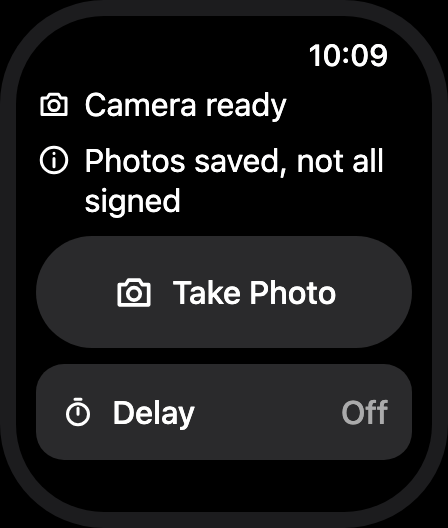 10:09
Camera ready
Photos saved, not all
signed
Take Photo
Delay
Off